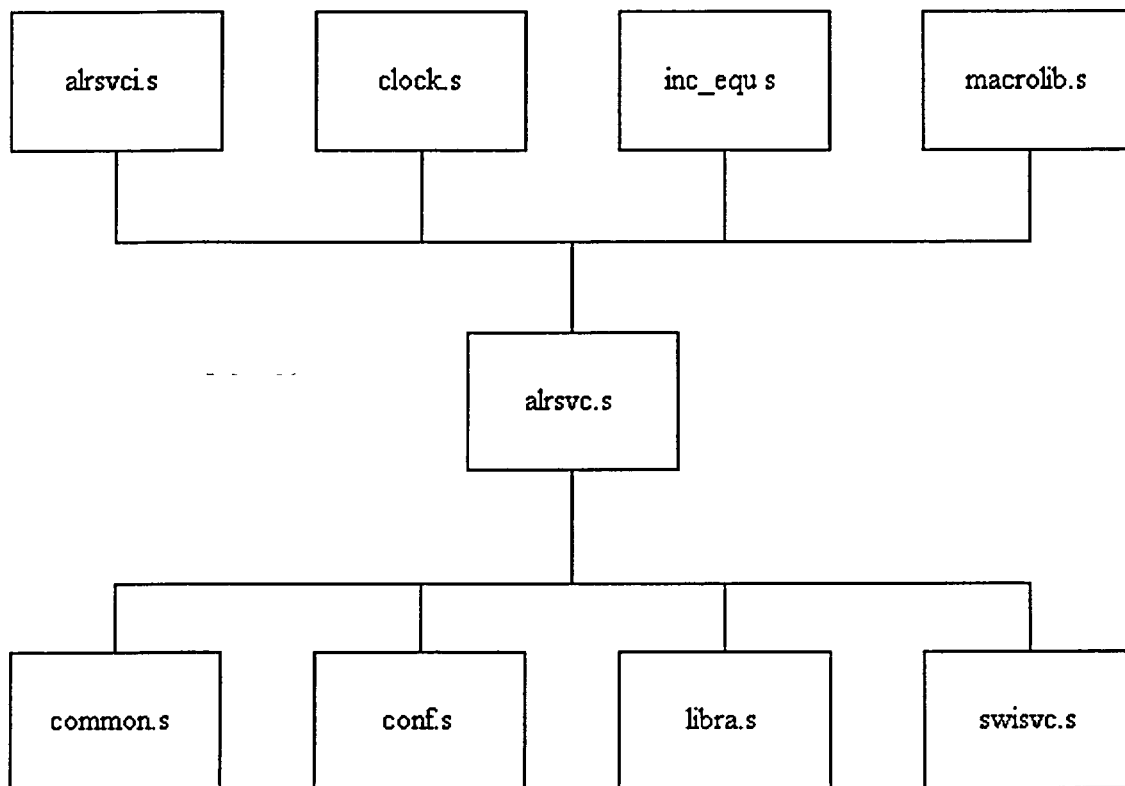 alrsvci.s
clock.s
inc_equ s
macrolib.s
alrsvc.s
common.s
conf.s
libra.s
swisvc.s